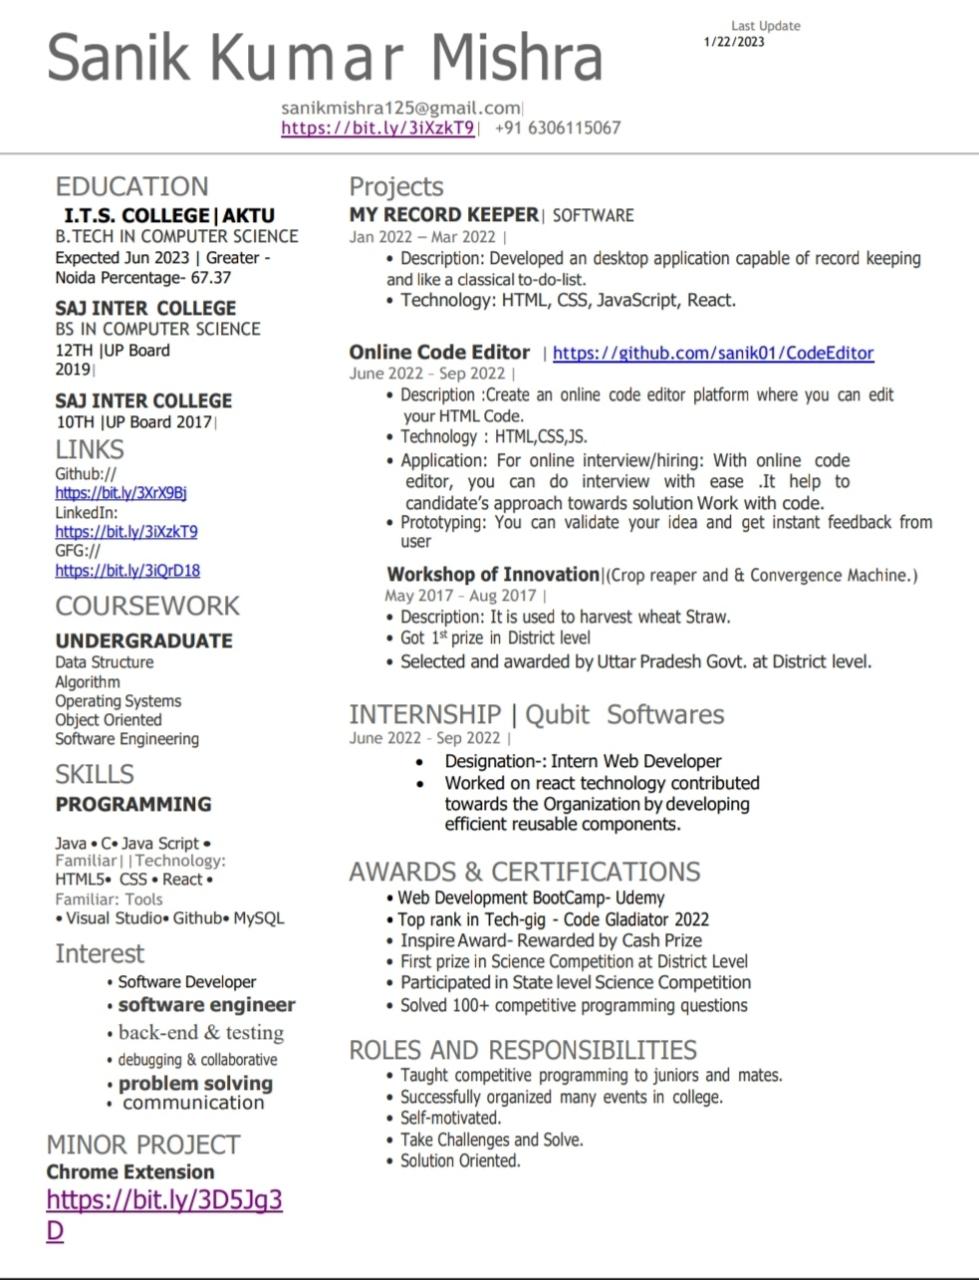 Sanik Kumar Mishra
Last Update
1/22/2023
sanikmishra125@gmail.com|
https://bit.ly/3iXzkT9| +91 6306115067
EDUCATION
I.T.S. COLLEGE|AKTU
B.TECH IN COMPUTER SCIENCE
Expected Jun 2023 | Greater -
Noida Percentage- 67.37
SAJ INTER COLLEGE
BS IN COMPUTER SCIENCE
12TH |UP Board
2019|
SAJ INTER COLLEGE
10TH |UP Board 2017|
LINKS
Github://
https://bit.ly/3XrX9Bj
LinkedIn:
https://bit.ly/3iXzkT9
GFG://
https://bit.ly/3iQrD18
COURSEWORK
UNDERGRADUATE
Data Structure
Algorithm
Operating Systems
Object Oriented
Software Engineering
SKILLS
PROGRAMMING
Java • C• Java Script •
Familiar||Technology:
HTML5• CSS • React •
Familiar: Tools
• Visual Studio• Github• MySQL
Interest
• Software Developer
• software engineer
• back-end & testing
• debugging & collaborative
• problem solving
• communication
MINOR PROJECT
Chrome Extension
https://bit.ly/3D5Jg3
D
Projects
MY RECORD KEEPER| SOFTWARE
Jan 2022 – Mar 2022 |
• Description: Developed an desktop application capable of record keeping
and like a classical to-do-list.
• Technology: HTML, CSS, JavaScript, React.
Online Code Editor | https://github.com/sanik01/CodeEditor
June 2022 - Sep 2022 |
• Description :Create an online code editor platform where you can edit
your HTML Code.
• Technology : HTML,CSS,JS.
• Application: For online interview/hiring: With online code
editor, you can do interview with ease .It help to
candidate's approach towards solution Work with code.
• Prototyping: You can validate your idea and get instant feedback from
user
Workshop of Innovation|(Crop reaper and & Convergence Machine.)
May 2017 - Aug 2017 |
• Description: It is used to harvest wheat Straw.
• Got 1st prize in District level
• Selected and awarded by Uttar Pradesh Govt. at District level.
INTERNSHIP | Qubit Softwares
June 2022 - Sep 2022 |
• Designation-: Intern Web Developer
• Worked on react technology contributed
towards the Organization by developing
efficient reusable components.
AWARDS & CERTIFICATIONS
• Web Development BootCamp- Udemy
• Top rank in Tech-gig - Code Gladiator 2022
• Inspire Award- Rewarded by Cash Prize
• First prize in Science Competition at District Level
• Participated in State level Science Competition
• Solved 100+ competitive programming questions
ROLES AND RESPONSIBILITIES
• Taught competitive programming to juniors and mates.
• Successfully organized many events in college.
• Self-motivated.
• Take Challenges and Solve.
• Solution Oriented.